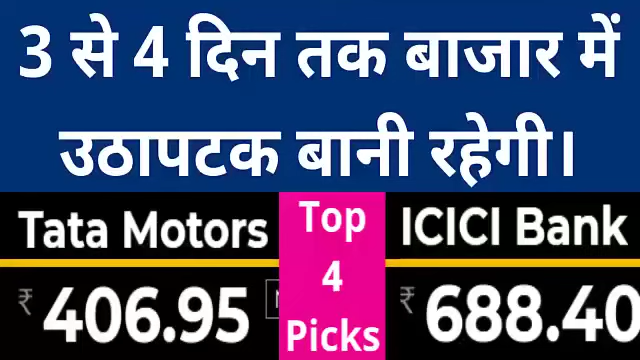 3 से 4 दिन तक बाजार में
उठापटक बानी रहेगी।
Tata Motors
₹ 406.95
Top
4
Picks
ICICI Bank
₹ 688.40